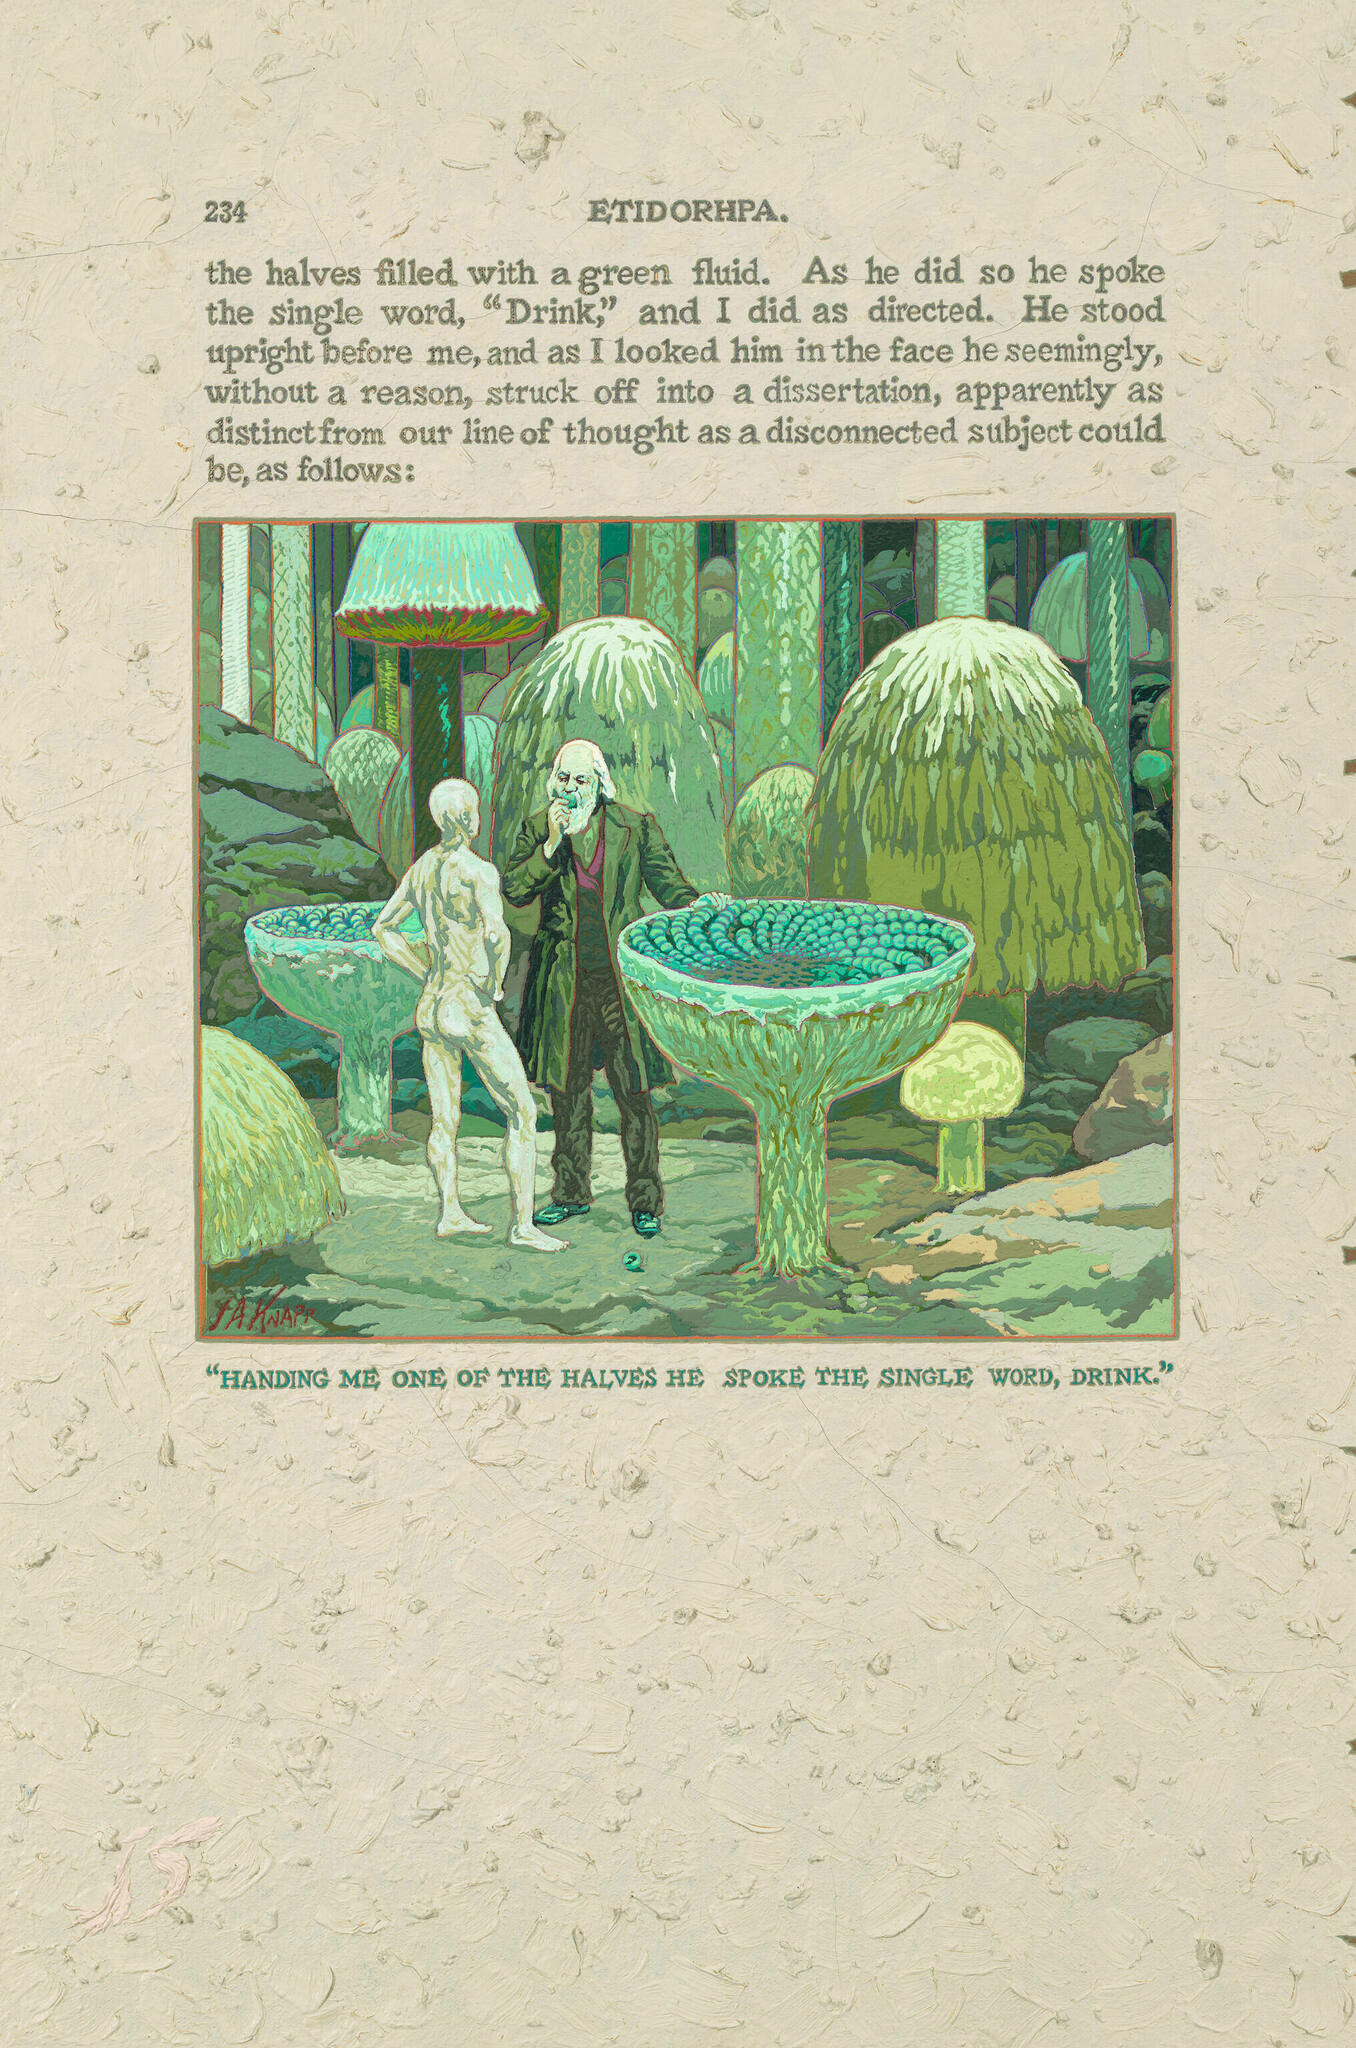 234 ETIDORHPA.
the halves filled with a green fluid. As he did so he spoke
the single word, “Drink,” and I did as directed. He stood
upright before me, and as I looked him in the face he seemingly,
without a reason, struck off into a dissertation, apparently as
distinct from our line of thought as a disconnected subject could
be, as follows:
J A KNAPP
“HANDING ME ONE OF THE HALVES HE SPOKE THE SINGLE WORD, DRINK.”